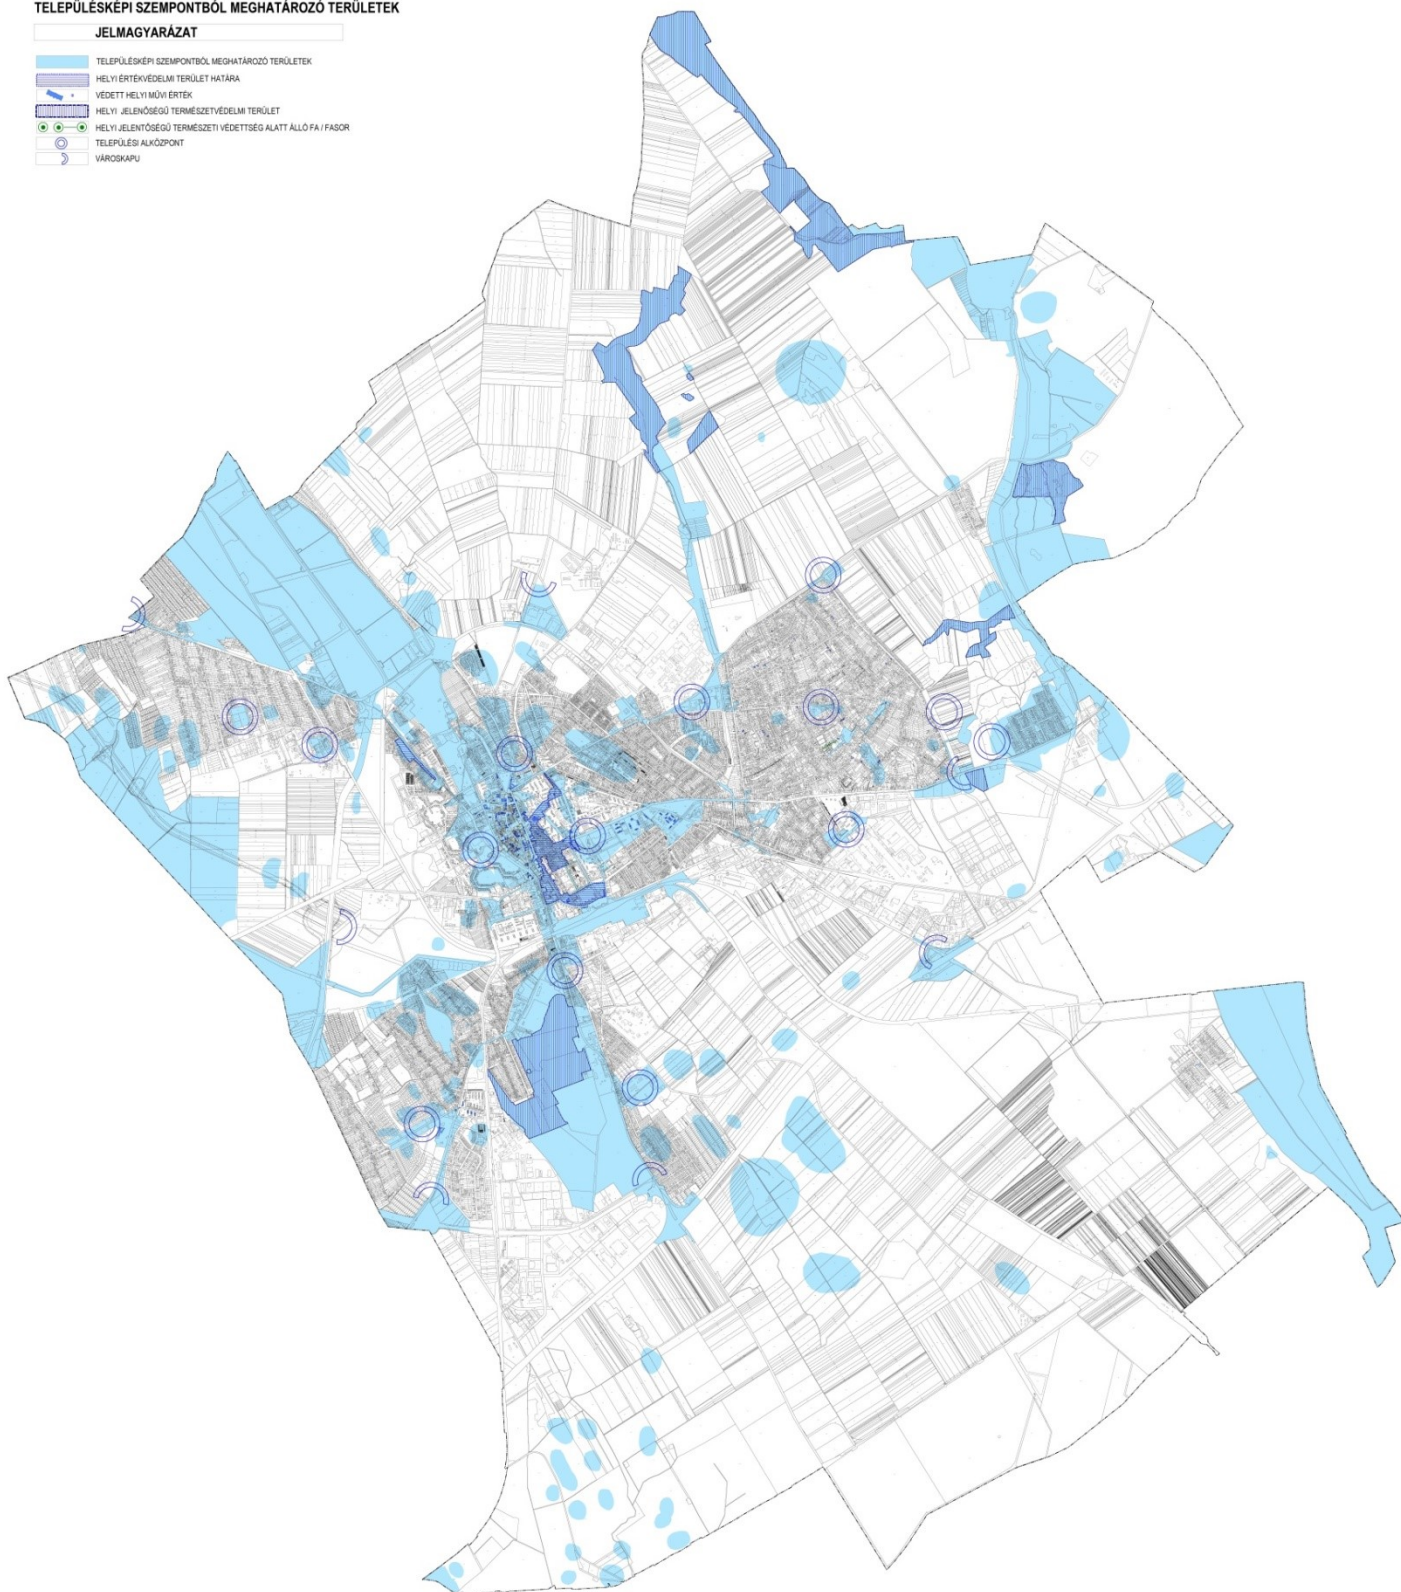 TELEPÜLÉSKÉPI SZEMPONTBÓL MEGHATÁROZÓ TERÜLETEK
JELMAGYARÁZAT
TELEPÜLÉSKÉPI SZEMPONTBÓL MEGHATÁROZÓ TERÜLETEK
HELYI ÉRTÉKVÉDELMI TERÜLET HATÁRA
VÉDETT HELYI MŰVI ÉRTÉK
HELYI JELENŐSÉGŰ TERMÉSZETVÉDELMI TERÜLET
HELYI JELENTŐSÉGŰ TERMÉSZETI VÉDETTSÉG ALATT ÁLLÓ FA / FASOR
TELEPÜLÉSI ALKÖZPONT
VÁROSKAPU